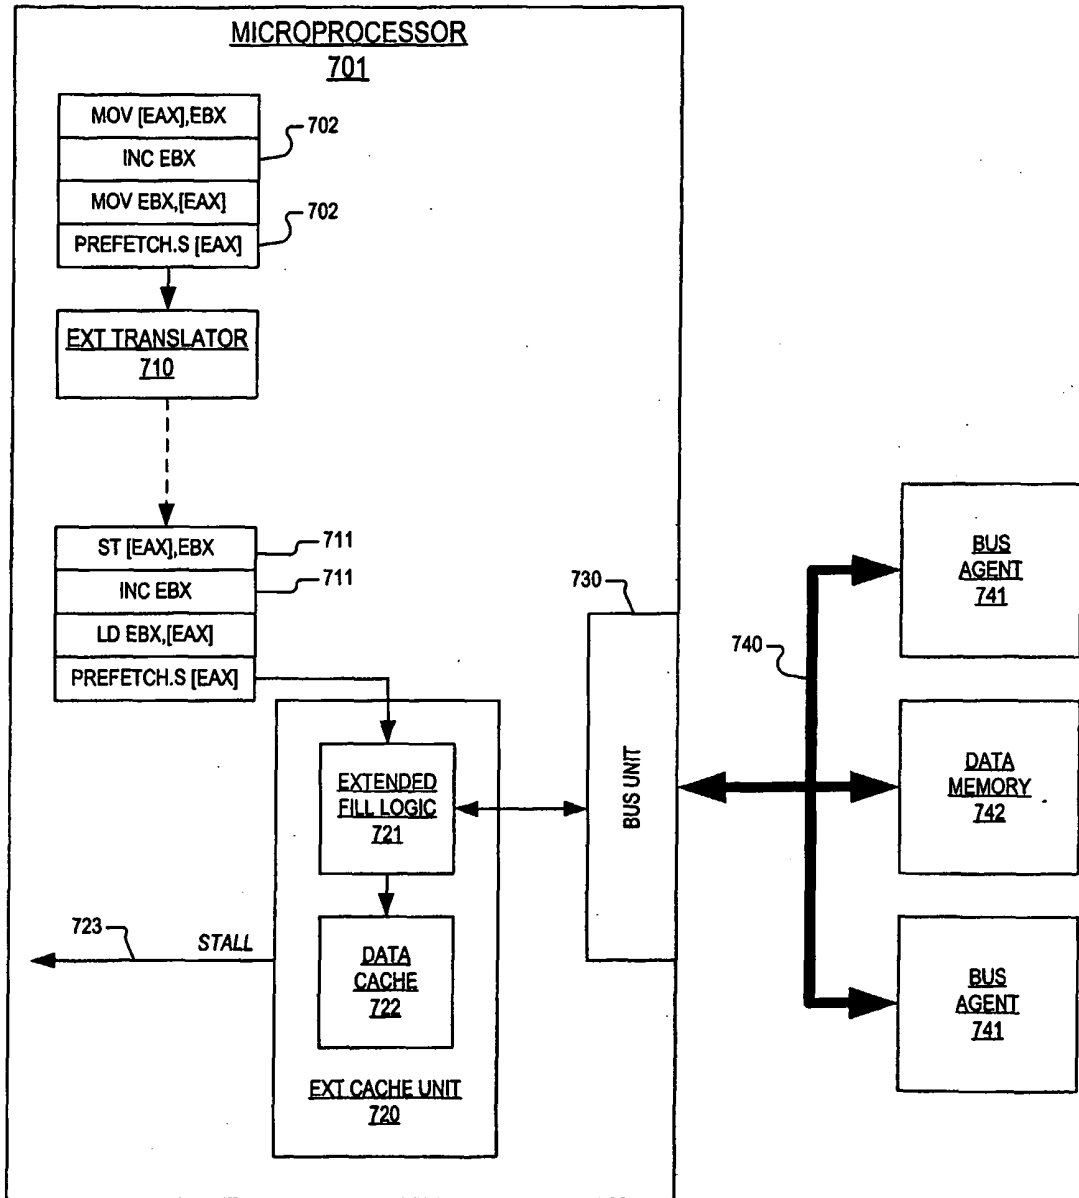 MICROPROCESSOR
701
MOV [EAX],EBX
702
INC EBX
MOV EBX,[EAX]
702
PREFETCH.S [EAX]
EXT TRANSLATOR
710
ST [EAX],EBX
711
INC EBX
711
LD EBX,[EAX]
PREFETCH.S [EAX]
EXTENDED
FILL LOGIC
721
723
STALL
DATA
CACHE
722
EXT CACHE UNIT
720
730
BUS UNIT
740
BUS
AGENT
741
DATA
MEMORY
742
BUS
AGENT
741